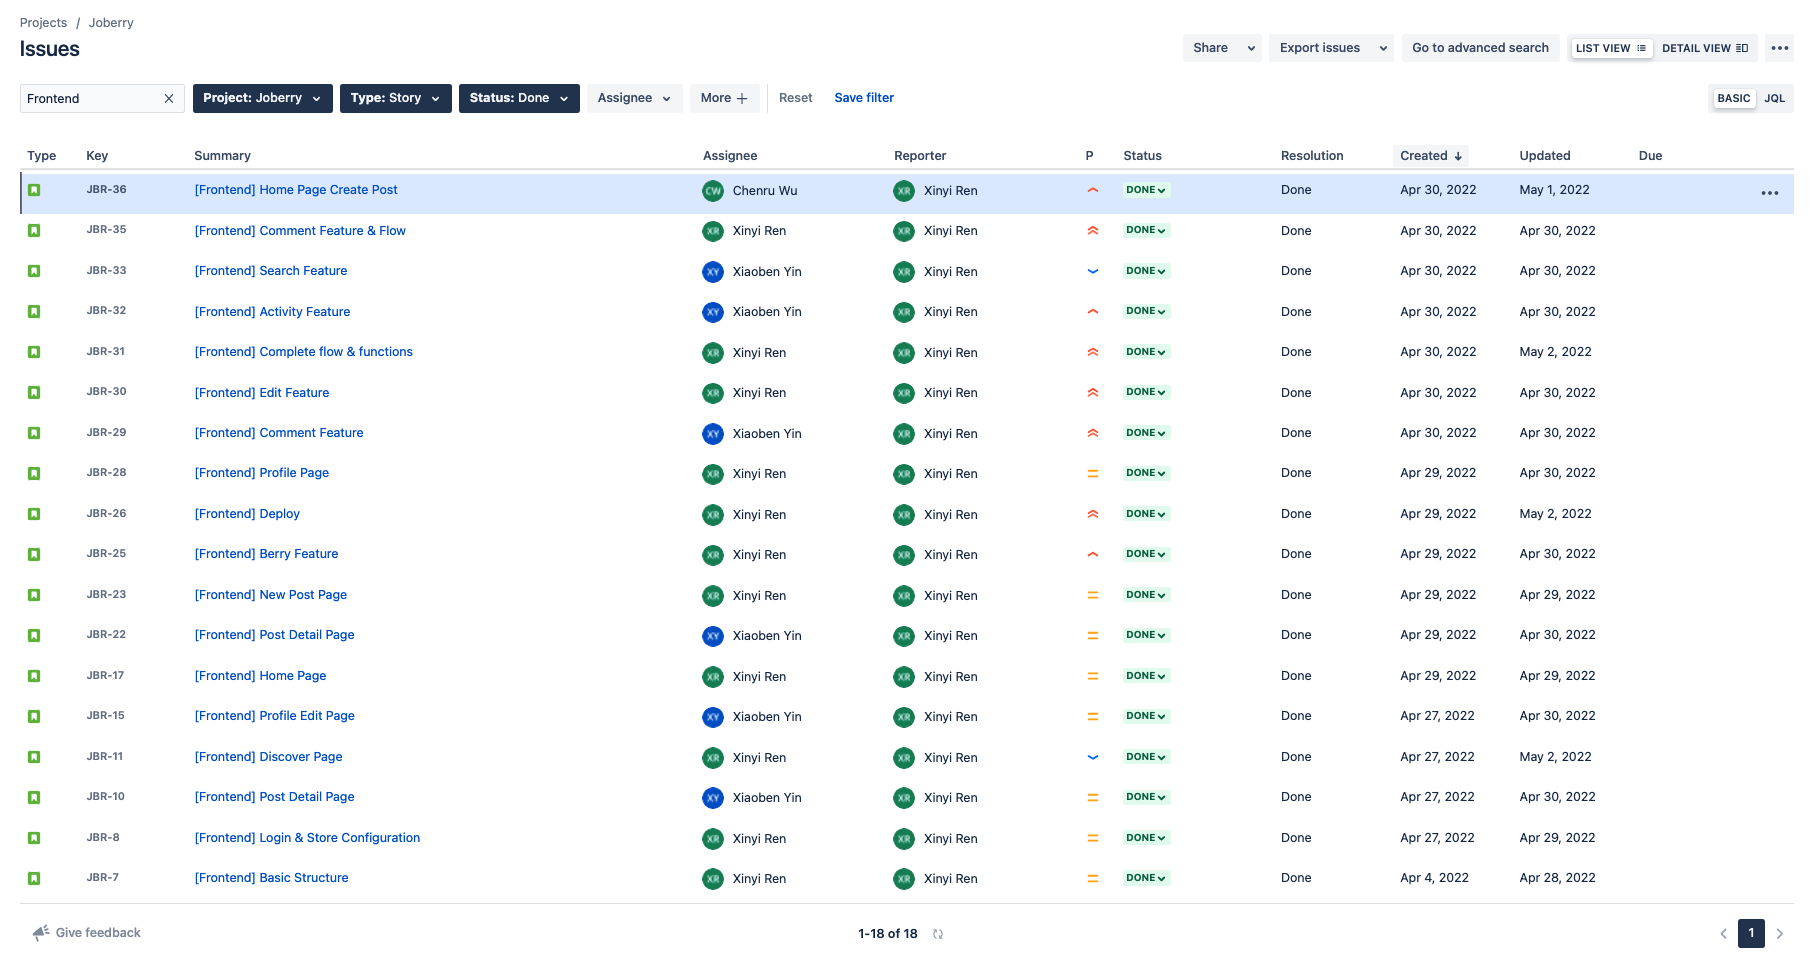 Projects / Joberry
Issues
Share Export issues Go to advanced search LIST VIEW DETAIL VIEW
Frontend Project: Joberry Type: Story Status: Done Assignee More Reset Save filter BASIC JQL
Type Key Summary Assignee Reporter P Status Resolution Created Updated Due
JBR-36 [Frontend] Home Page Create Post CW Chenru Wu XR Xinyi Ren DONE Done Apr 30, 2022 May 1, 2022
JBR-35 [Frontend] Comment Feature & Flow XR Xinyi Ren XR Xinyi Ren DONE Done Apr 30, 2022 Apr 30, 2022
JBR-33 [Frontend] Search Feature XY Xiaoben Yin XR Xinyi Ren DONE Done Apr 30, 2022 Apr 30, 2022
JBR-32 [Frontend] Activity Feature XY Xiaoben Yin XR Xinyi Ren DONE Done Apr 30, 2022 Apr 30, 2022
JBR-31 [Frontend] Complete flow & functions XR Xinyi Ren XR Xinyi Ren DONE Done Apr 30, 2022 May 2, 2022
JBR-30 [Frontend] Edit Feature XR Xinyi Ren XR Xinyi Ren DONE Done Apr 30, 2022 Apr 30, 2022
JBR-29 [Frontend] Comment Feature XY Xiaoben Yin XR Xinyi Ren DONE Done Apr 30, 2022 Apr 30, 2022
JBR-28 [Frontend] Profile Page XR Xinyi Ren XR Xinyi Ren DONE Done Apr 29, 2022 Apr 30, 2022
JBR-26 [Frontend] Deploy XR Xinyi Ren XR Xinyi Ren DONE Done Apr 29, 2022 May 2, 2022
JBR-25 [Frontend] Berry Feature XR Xinyi Ren XR Xinyi Ren DONE Done Apr 29, 2022 Apr 30, 2022
JBR-23 [Frontend] New Post Page XR Xinyi Ren XR Xinyi Ren DONE Done Apr 29, 2022 Apr 29, 2022
JBR-22 [Frontend] Post Detail Page XY Xiaoben Yin XR Xinyi Ren DONE Done Apr 29, 2022 Apr 30, 2022
JBR-17 [Frontend] Home Page XR Xinyi Ren XR Xinyi Ren DONE Done Apr 29, 2022 Apr 29, 2022
JBR-15 [Frontend] Profile Edit Page XY Xiaoben Yin XR Xinyi Ren DONE Done Apr 27, 2022 Apr 30, 2022
JBR-11 [Frontend] Discover Page XR Xinyi Ren XR Xinyi Ren DONE Done Apr 27, 2022 May 2, 2022
JBR-10 [Frontend] Post Detail Page XY Xiaoben Yin XR Xinyi Ren DONE Done Apr 27, 2022 Apr 30, 2022
JBR-8 [Frontend] Login & Store Configuration XR Xinyi Ren XR Xinyi Ren DONE Done Apr 27, 2022 Apr 29, 2022
JBR-7 [Frontend] Basic Structure XR Xinyi Ren XR Xinyi Ren DONE Done Apr 4, 2022 Apr 28, 2022
Give feedback 1-18 of 18 1